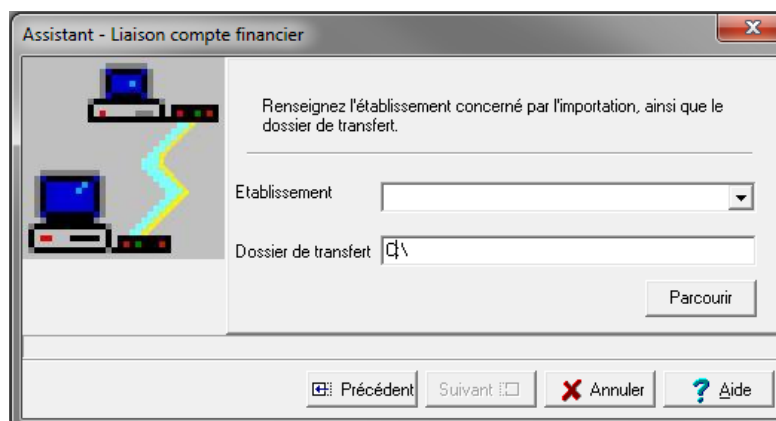 Assistant - Liaison compte financier
Renseignez l'établissement concerné par l'importation, ainsi que le
dossier de transfert.
Etablissement
Dossier de transfert C:\
Parcourir
Précédent Suivant Annuler Aide